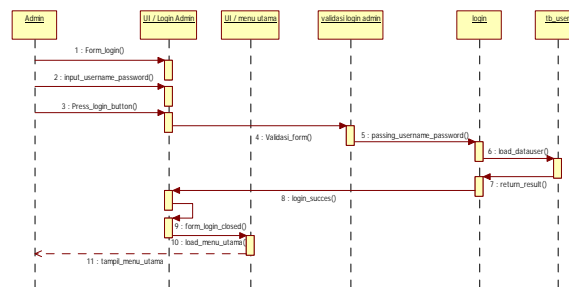 Admin
UI / Login Admin
UI / menu utama
validasi login admin
login
tb_user
1 : Form_login()
2 : input_username_password()
3 : Press_login_button()
4 : Validasi_form()
5 : passing_username_password()
6 : load_datauser()
7 : return_result()
8 : login_succes()
9 : form_login_closed()
10 : load_menu_utama()
11 : tampil_menu_utama